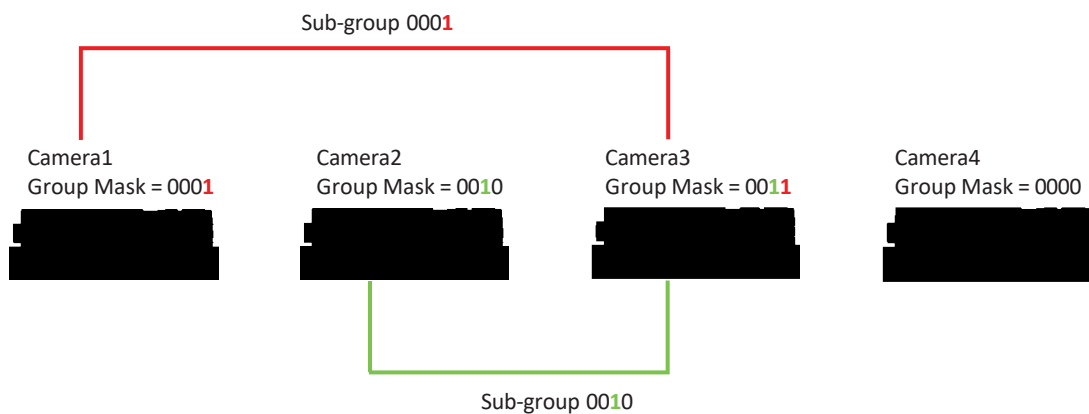 Sub-group 0001
Camera1
Group Mask = 0001
Camera2
Group Mask = 0010
Camera3
Group Mask = 0011
Camera4
Group Mask = 0000
Sub-group 0010